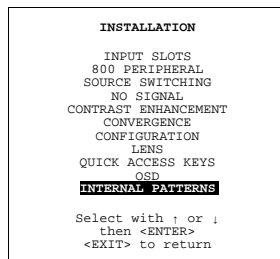 INSTALLATION
INPUT SLOTS
800 PERIPHERAL
SOURCE SWITCHING
NO SIGNAL
CONTRAST ENHANCEMENT
CONVERGENCE
CONFIGURATION
LENS
QUICK ACCESS KEYS
OSD
INTERNAL PATTERNS
Select with ↑ or ↓
then <ENTER>
<EXIT> to return